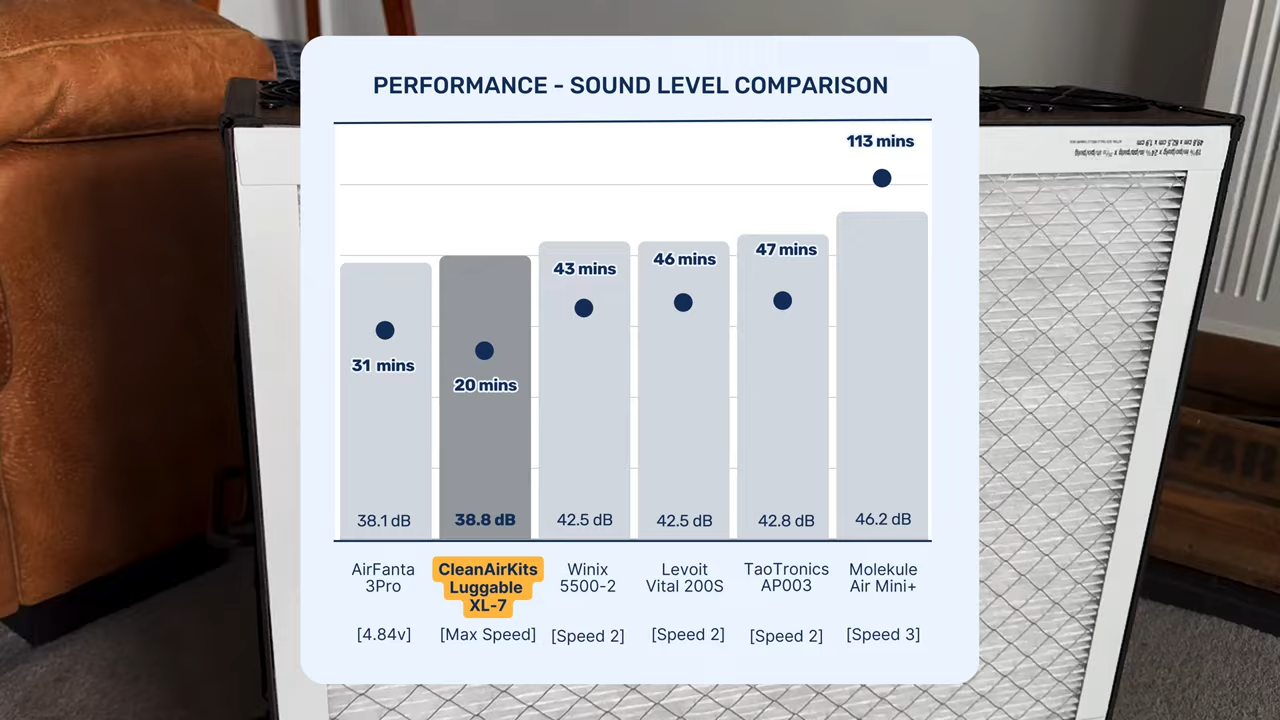 PERFORMANCE - SOUND LEVEL COMPARISON
113 mins
43 mins
46 mins
47 mins
31 mins
20 mins
38.1 dB
38.8 dB
42.5 dB
42.5 dB
42.8 dB
46.2 dB
AirFanta
3Pro
[4.84v]
CleanAirKits
Luggable
XL-7
[Max Speed]
Winix
5500-2
[Speed 2]
Levoit
Vital 200S
[Speed 2]
TaoTronics
AP003
[Speed 2]
Molekule
Air Mini+
[Speed 3]
FAR